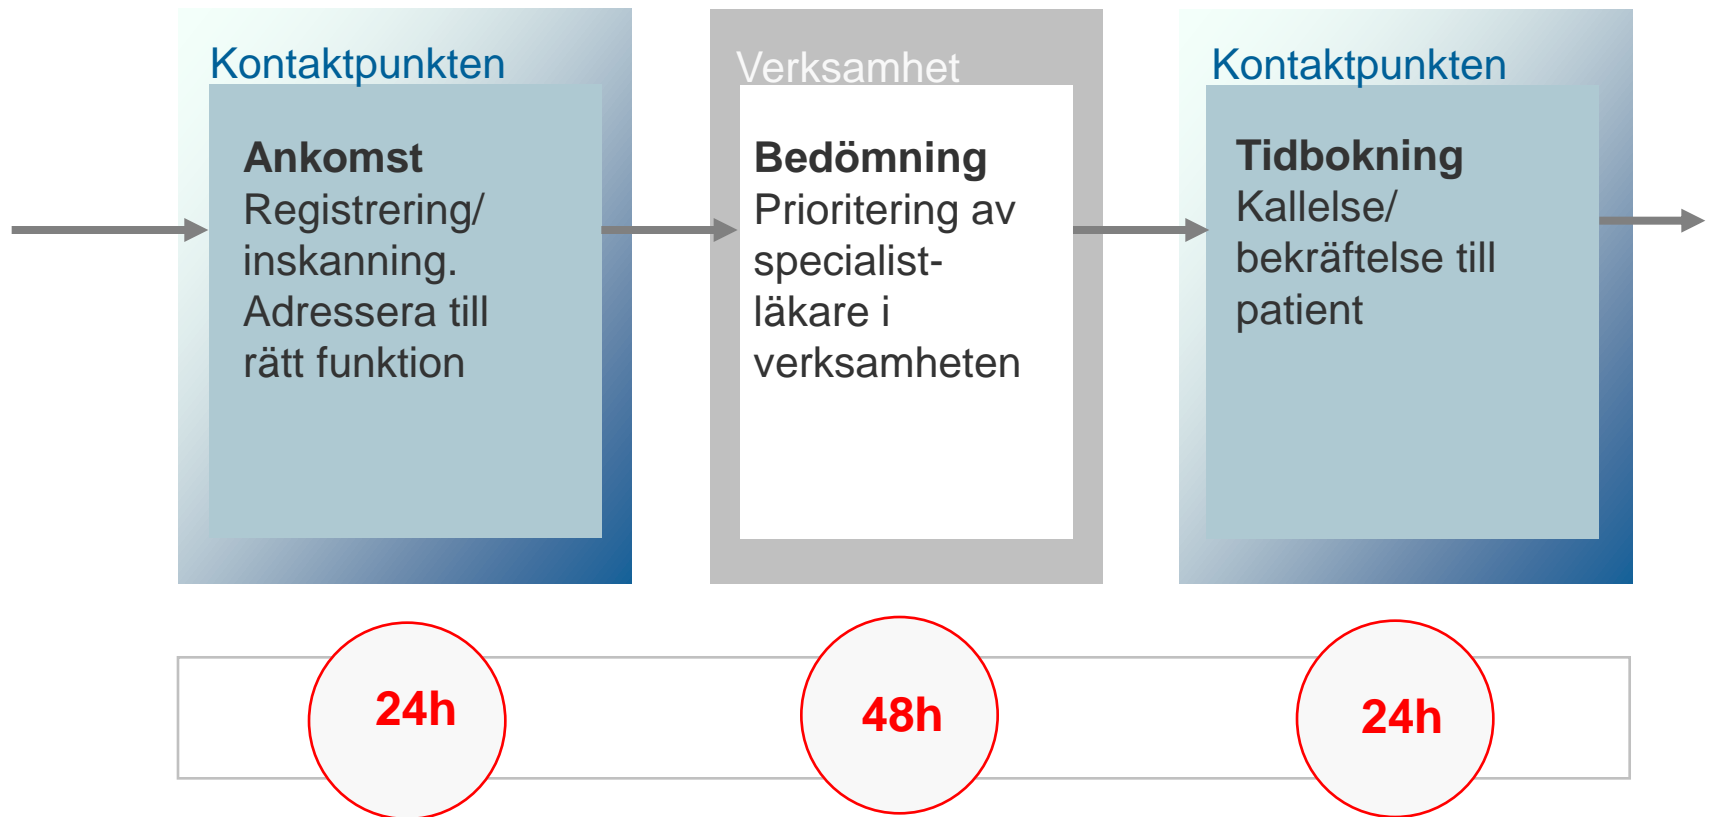 Kontaktpunkten
Ankomst
Registrering/
inskanning.
Adressera till
rätt funktion
Verksamhet
Bedömning
Prioritering av
specialist-
läkare i
verksamheten
Kontaktpunkten
Tidbokning
Kallelse/
bekräftelse till
patient
24h
48h
24h